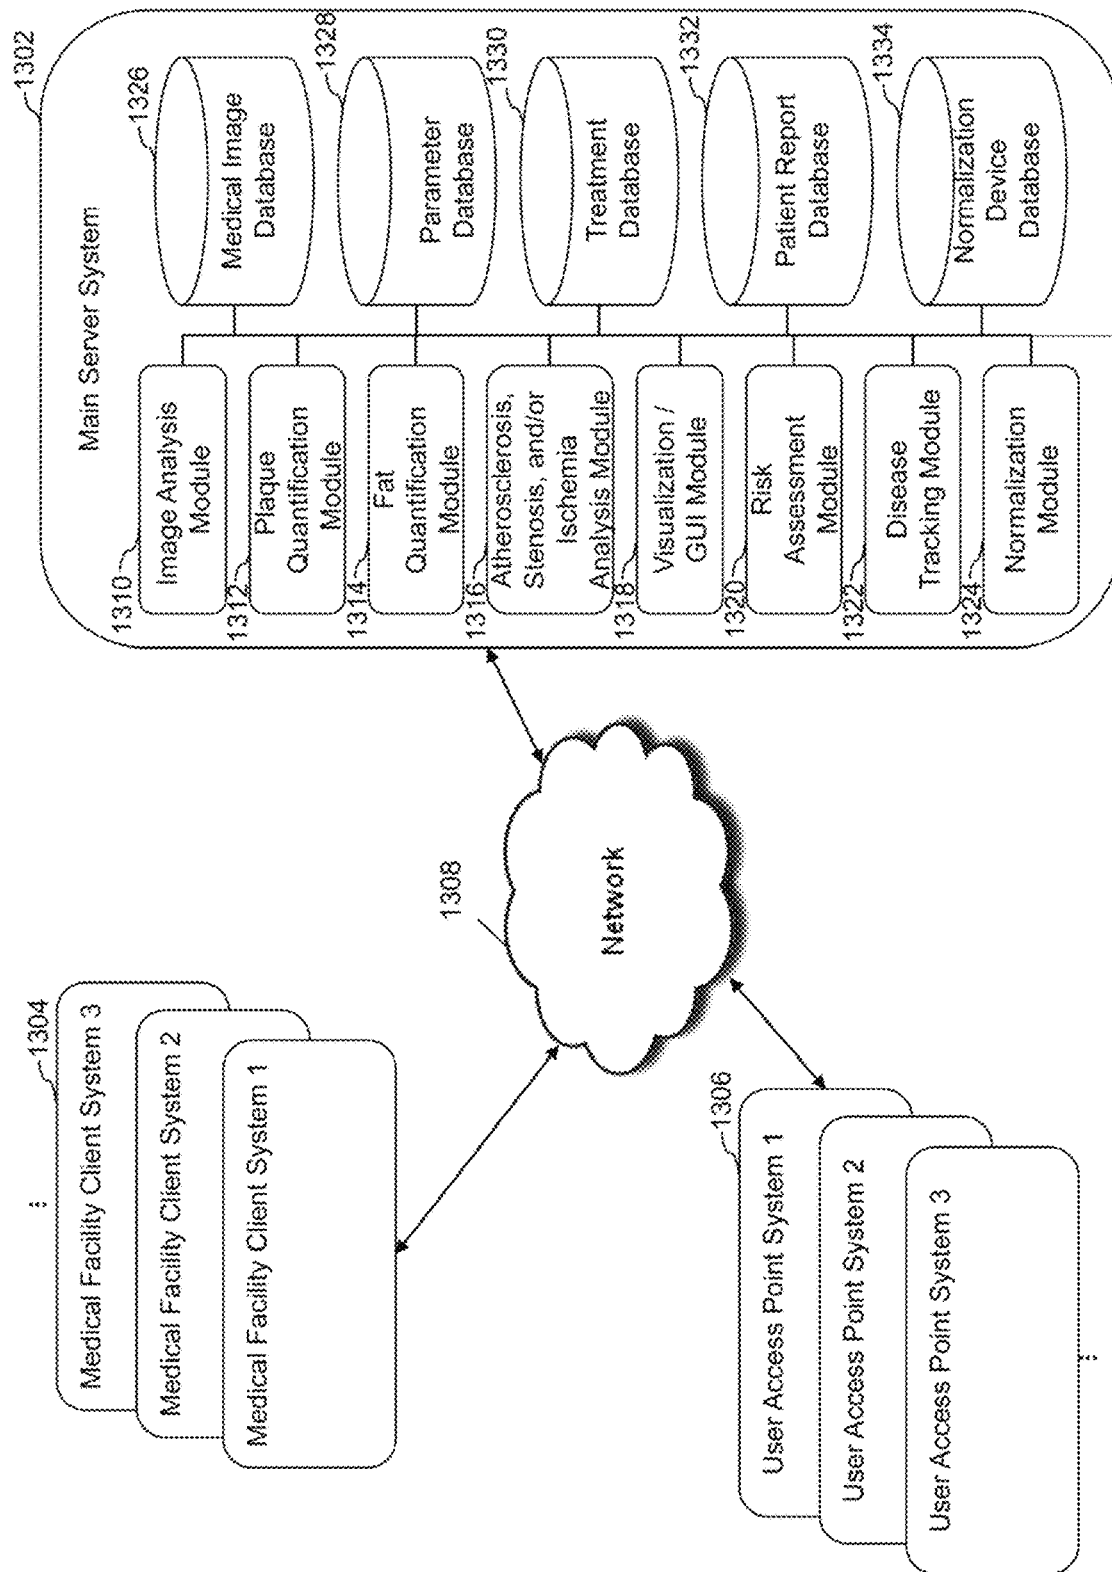 1304
Medical Facility Client System 3
Medical Facility Client System 2
Medical Facility Client System 1
1306
User Access Point System 1
User Access Point System 2
User Access Point System 3
1308
Network
1302
Main Server System
1310
Image Analysis
Module
1312
Plaque
Quantification
Module
1314
Fat
Quantification
Module
1316
Atherosclerosis,
Stenosis, and/or
Ischemia
Analysis Module
1318
Visualization /
GUI Module
1320
Risk
Assessment
Module
1322
Disease
Tracking Module
1324
Normalization
Module
1326
Medical Image
Database
1328
Parameter
Database
1330
Treatment
Database
1332
Patient Report
Database
1334
Normalization
Device
Database